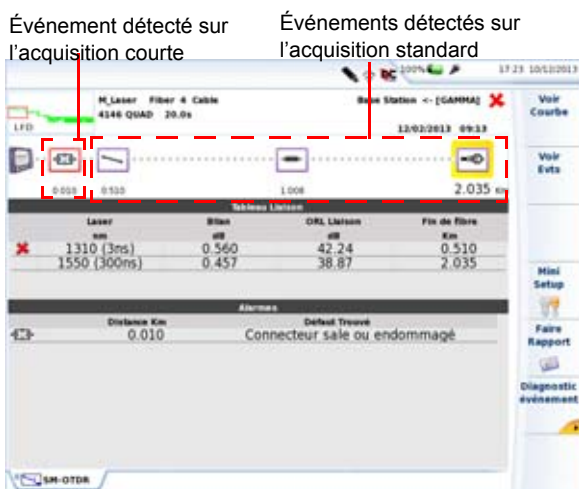 Événement détecté sur
l'acquisition courte
Événements détectés sur
l'acquisition standard
100%
17:23 10/12/2013
LFD
M_Laser Fiber 4 Cable
4146 QUAD 20.0s
Base Station <- [GAMMA]
12/02/2013 09:33
Voir
Courbe
Voir
Evts
0.010 0.510 1.008 2.035 Km
Tableau Liaison
Laser Bilan ORL Liaison Fin de fibre
nm dB dB Km
1310 (3ns) 0.560 42.24 0.510
1550 (300ns) 0.457 38.87 2.035
Mini
Setup
Alarmes
Distance Km Défaut Trouvé
0.010 Connecteur sale ou endommagé
Faire
Rapport
Diagnostic
événement
SM-OTDR